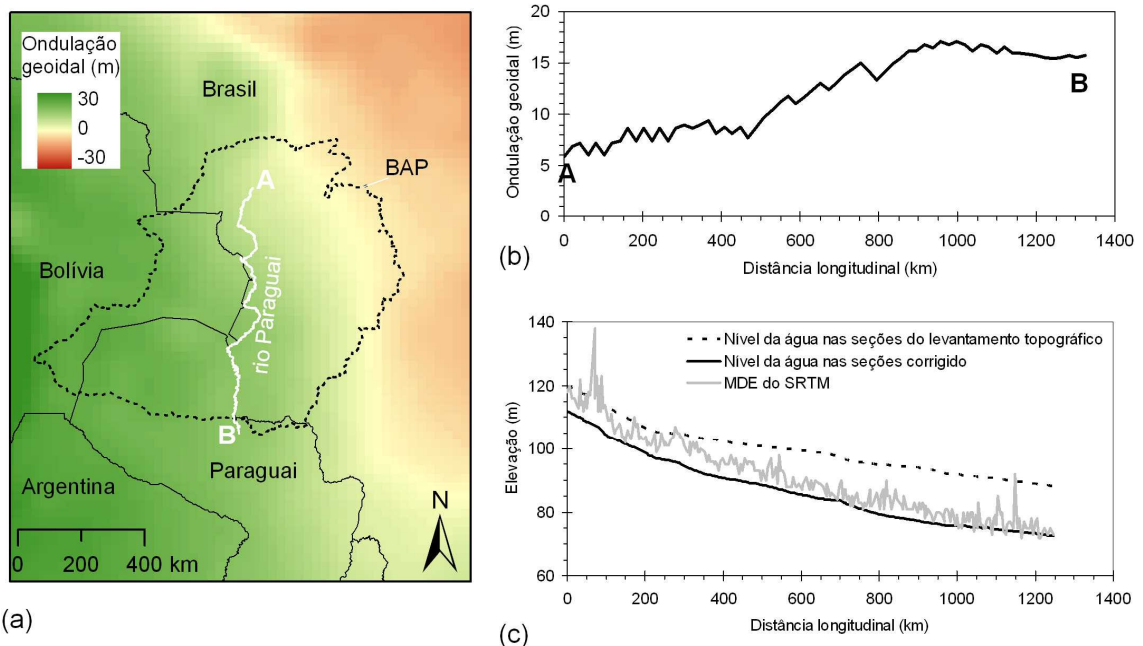 Ondulação
geoidal (m)
30
0
-30
Brasil
BAP
A
Bolívia
rio Paraguai
B
Paraguai
Argentina
N
0 200 400 km
(a)
Ondulação geoidal (m)
20
15
10
5
0
A
B
0 200 400 600 800 1000 1200 1400
Distância longitudinal (km)
(b)
Elevação (m)
140
120
100
80
60
Nível da água nas seções do levantamento topográfico
Nível da água nas seções corrigido
MDE do SRTM
0 200 400 600 800 1000 1200 1400
Distância longitudinal (km)
(c)